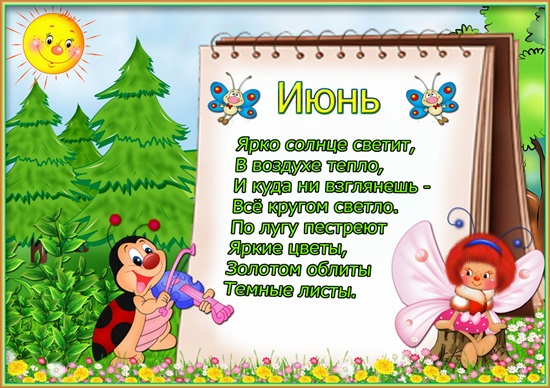 Июнь
Ярко солнце светит,
В воздухе тепло,
И куда ни взглянешь -
Всё кругом светло.
По лугу пестреют
Яркие цветы,
Золотом облиты
Темные листы.